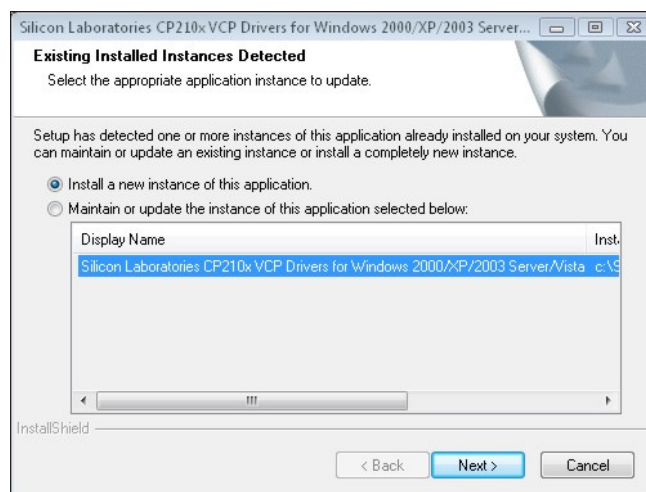 Silicon Laboratories CP210x VCP Drivers for Windows 2000/XP/2003 Server...
Existing Installed Instances Detected
Select the appropriate application instance to update.
Setup has detected one or more instances of this application already installed on your system. You
can maintain or update an existing instance or install a completely new instance.
Install a new instance of this application.
Maintain or update the instance of this application selected below:
Display Name Inst
Silicon Laboratories CP210x VCP Drivers for Windows 2000/XP/2003 Server/Vista c:\S
InstallShield
< Back Next > Cancel